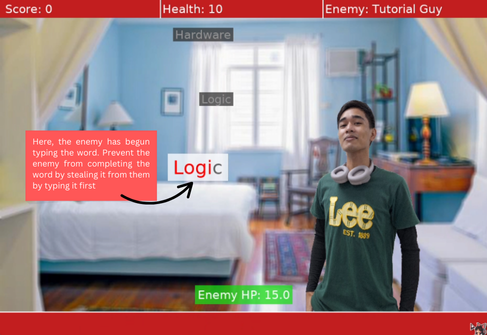 Score: 0
Health: 10
Enemy: Tutorial Guy
Hardware
Logic
Here, the enemy has begun
typing the word. Prevent the
enemy from completing the
word by stealing it from them
by typing it first
Logic
Lee
EST. 1889
Enemy HP: 15.0